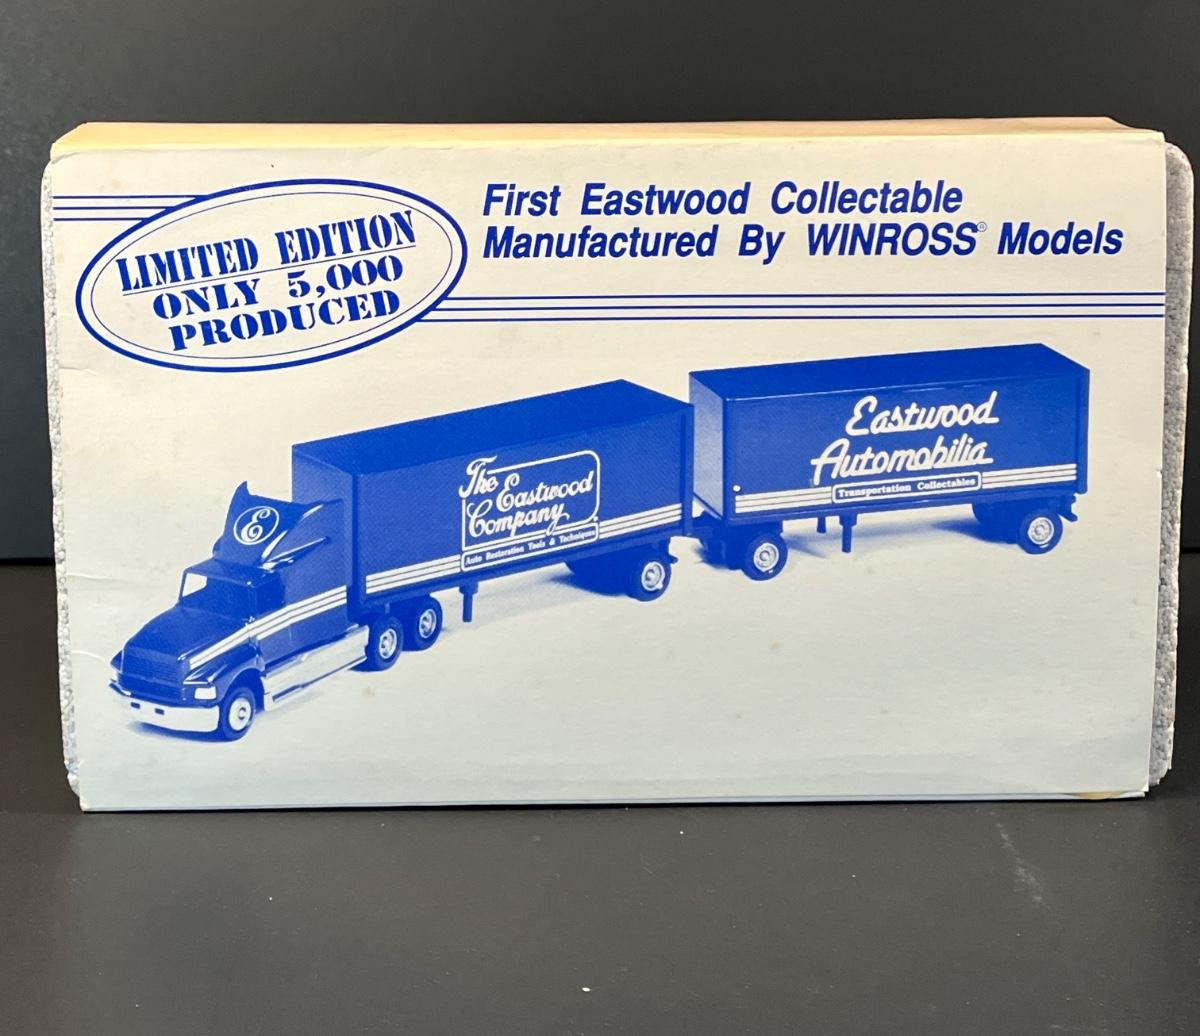 LIMITED EDITION
ONLY 5,000
PRODUCED
First Eastwood Collectable
Manufactured By WINROSS® Models
E
The
Eastwood
Company
Auto Restoration Tools & Techniques
Eastwood
Automobilia
Transportation Collectables